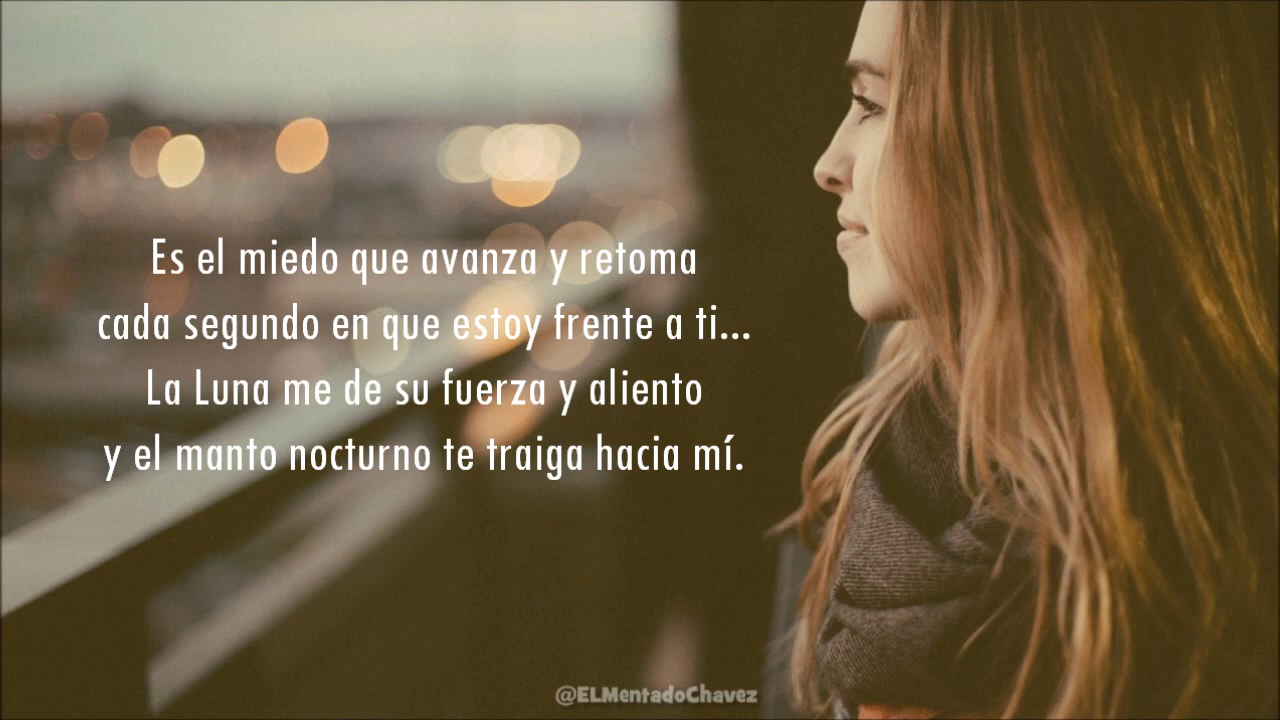 Es el miedo que avanza y retoma
cada segundo en que estoy frente a ti...
La Luna me de su fuerza y aliento
y el manto nocturno te traiga hacia mí.
@ELMentadoChavez